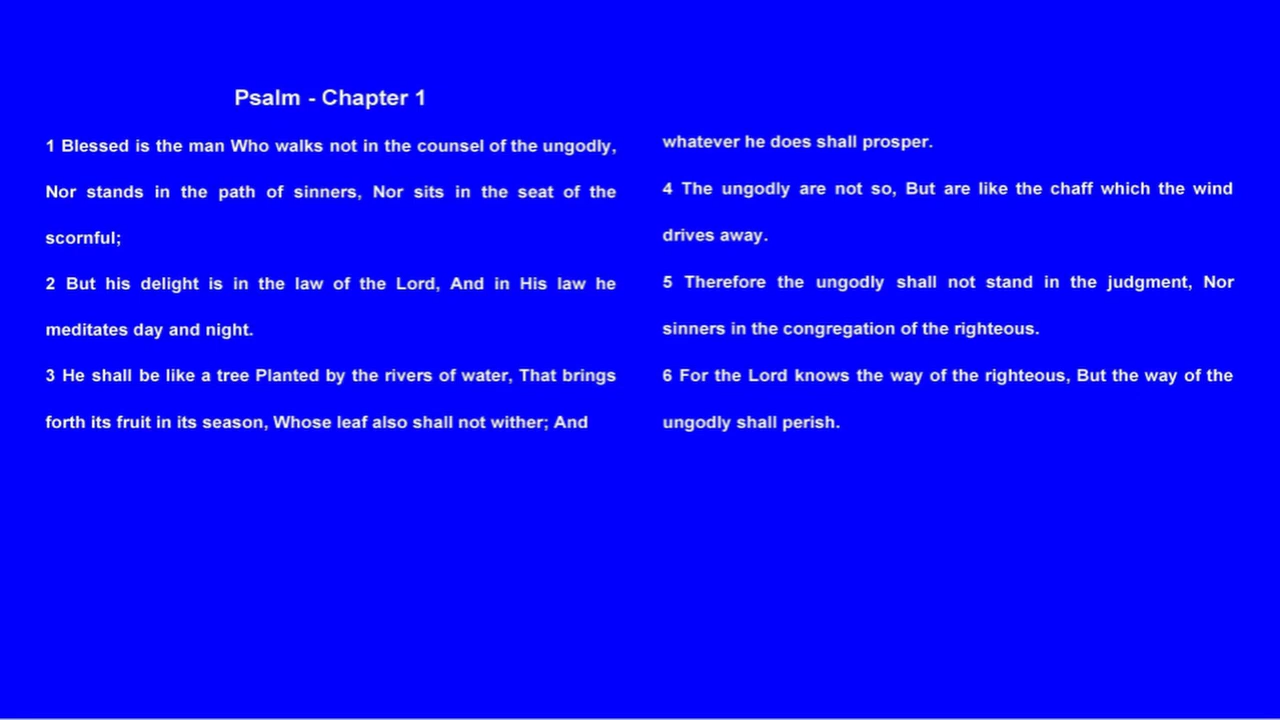 Psalm - Chapter 1
1 Blessed is the man Who walks not in the counsel of the ungodly,
Nor stands in the path of sinners, Nor sits in the seat of the
scornful;
2 But his delight is in the law of the Lord, And in His law he
meditates day and night.
3 He shall be like a tree Planted by the rivers of water, That brings
forth its fruit in its season, Whose leaf also shall not wither; And
whatever he does shall prosper.
4 The ungodly are not so, But are like the chaff which the wind
drives away.
5 Therefore the ungodly shall not stand in the judgment, Nor
sinners in the congregation of the righteous.
6 For the Lord knows the way of the righteous, But the way of the
ungodly shall perish.